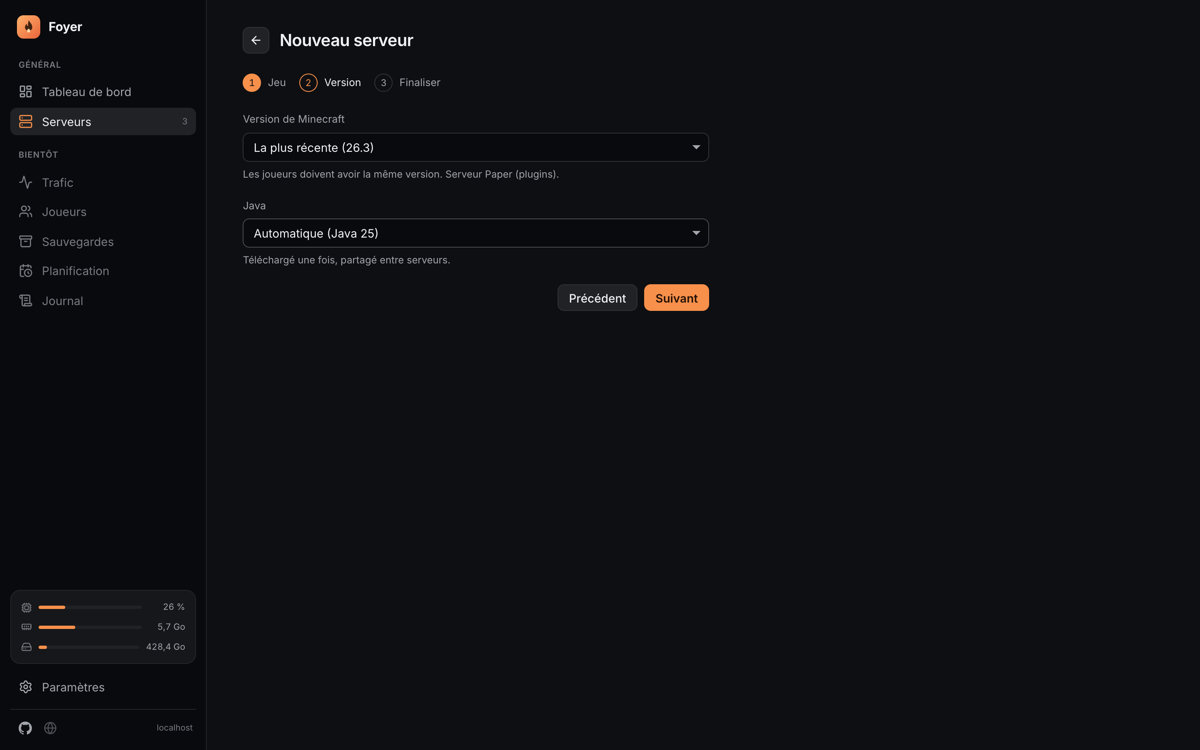 Foyer
GÉNÉRAL
Tableau de bord
Serveurs
3
BIENTÔT
Trafic
Joueurs
Sauvegardes
Planification
Journal
26 %
5,7 Go
428,4 Go
Paramètres
localhost
Nouveau serveur
1 Jeu 2 Version 3 Finaliser
Version de Minecraft
La plus récente (26.3)
Les joueurs doivent avoir la même version. Serveur Paper (plugins).
Java
Automatique (Java 25)
Téléchargé une fois, partagé entre serveurs.
Précédent Suivant